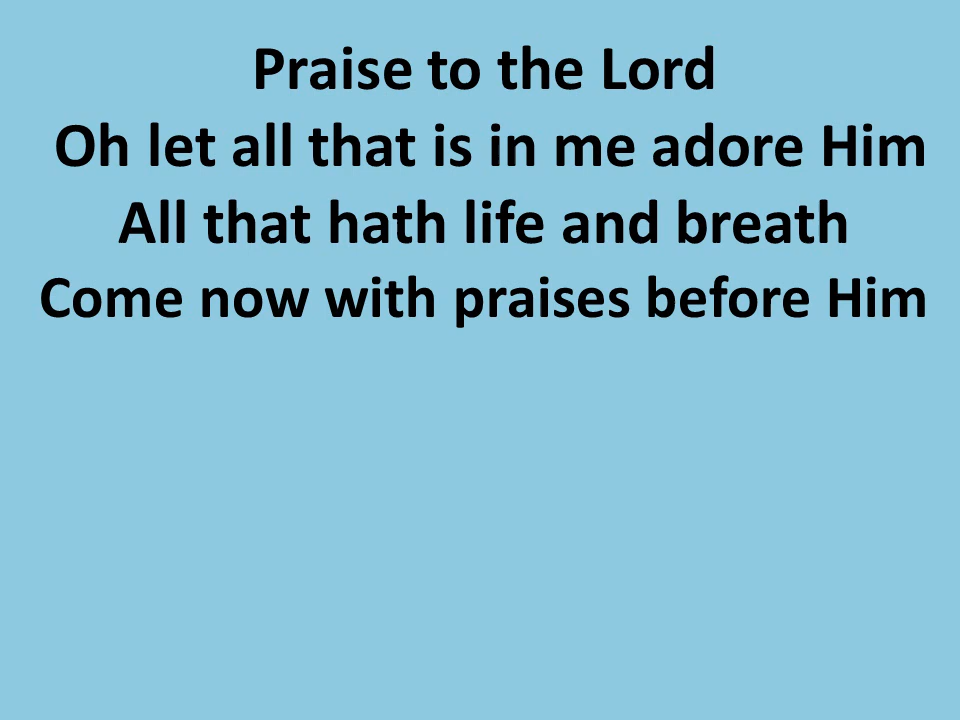 Praise to the Lord
Oh let all that is in me adore Him
All that hath life and breath
Come now with praises before Him